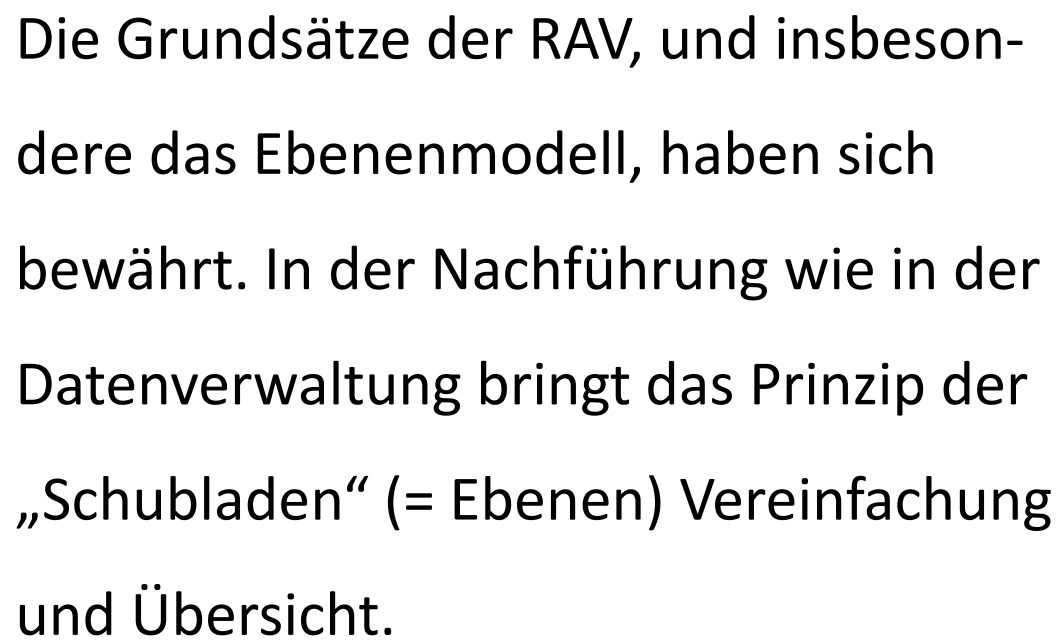 Die Grundsätze der RAV, und insbeson-
dere das Ebenenmodell, haben sich
bewährt. In der Nachführung wie in der
Datenverwaltung bringt das Prinzip der
„Schubladen“ (= Ebenen) Vereinfachung
und Übersicht.